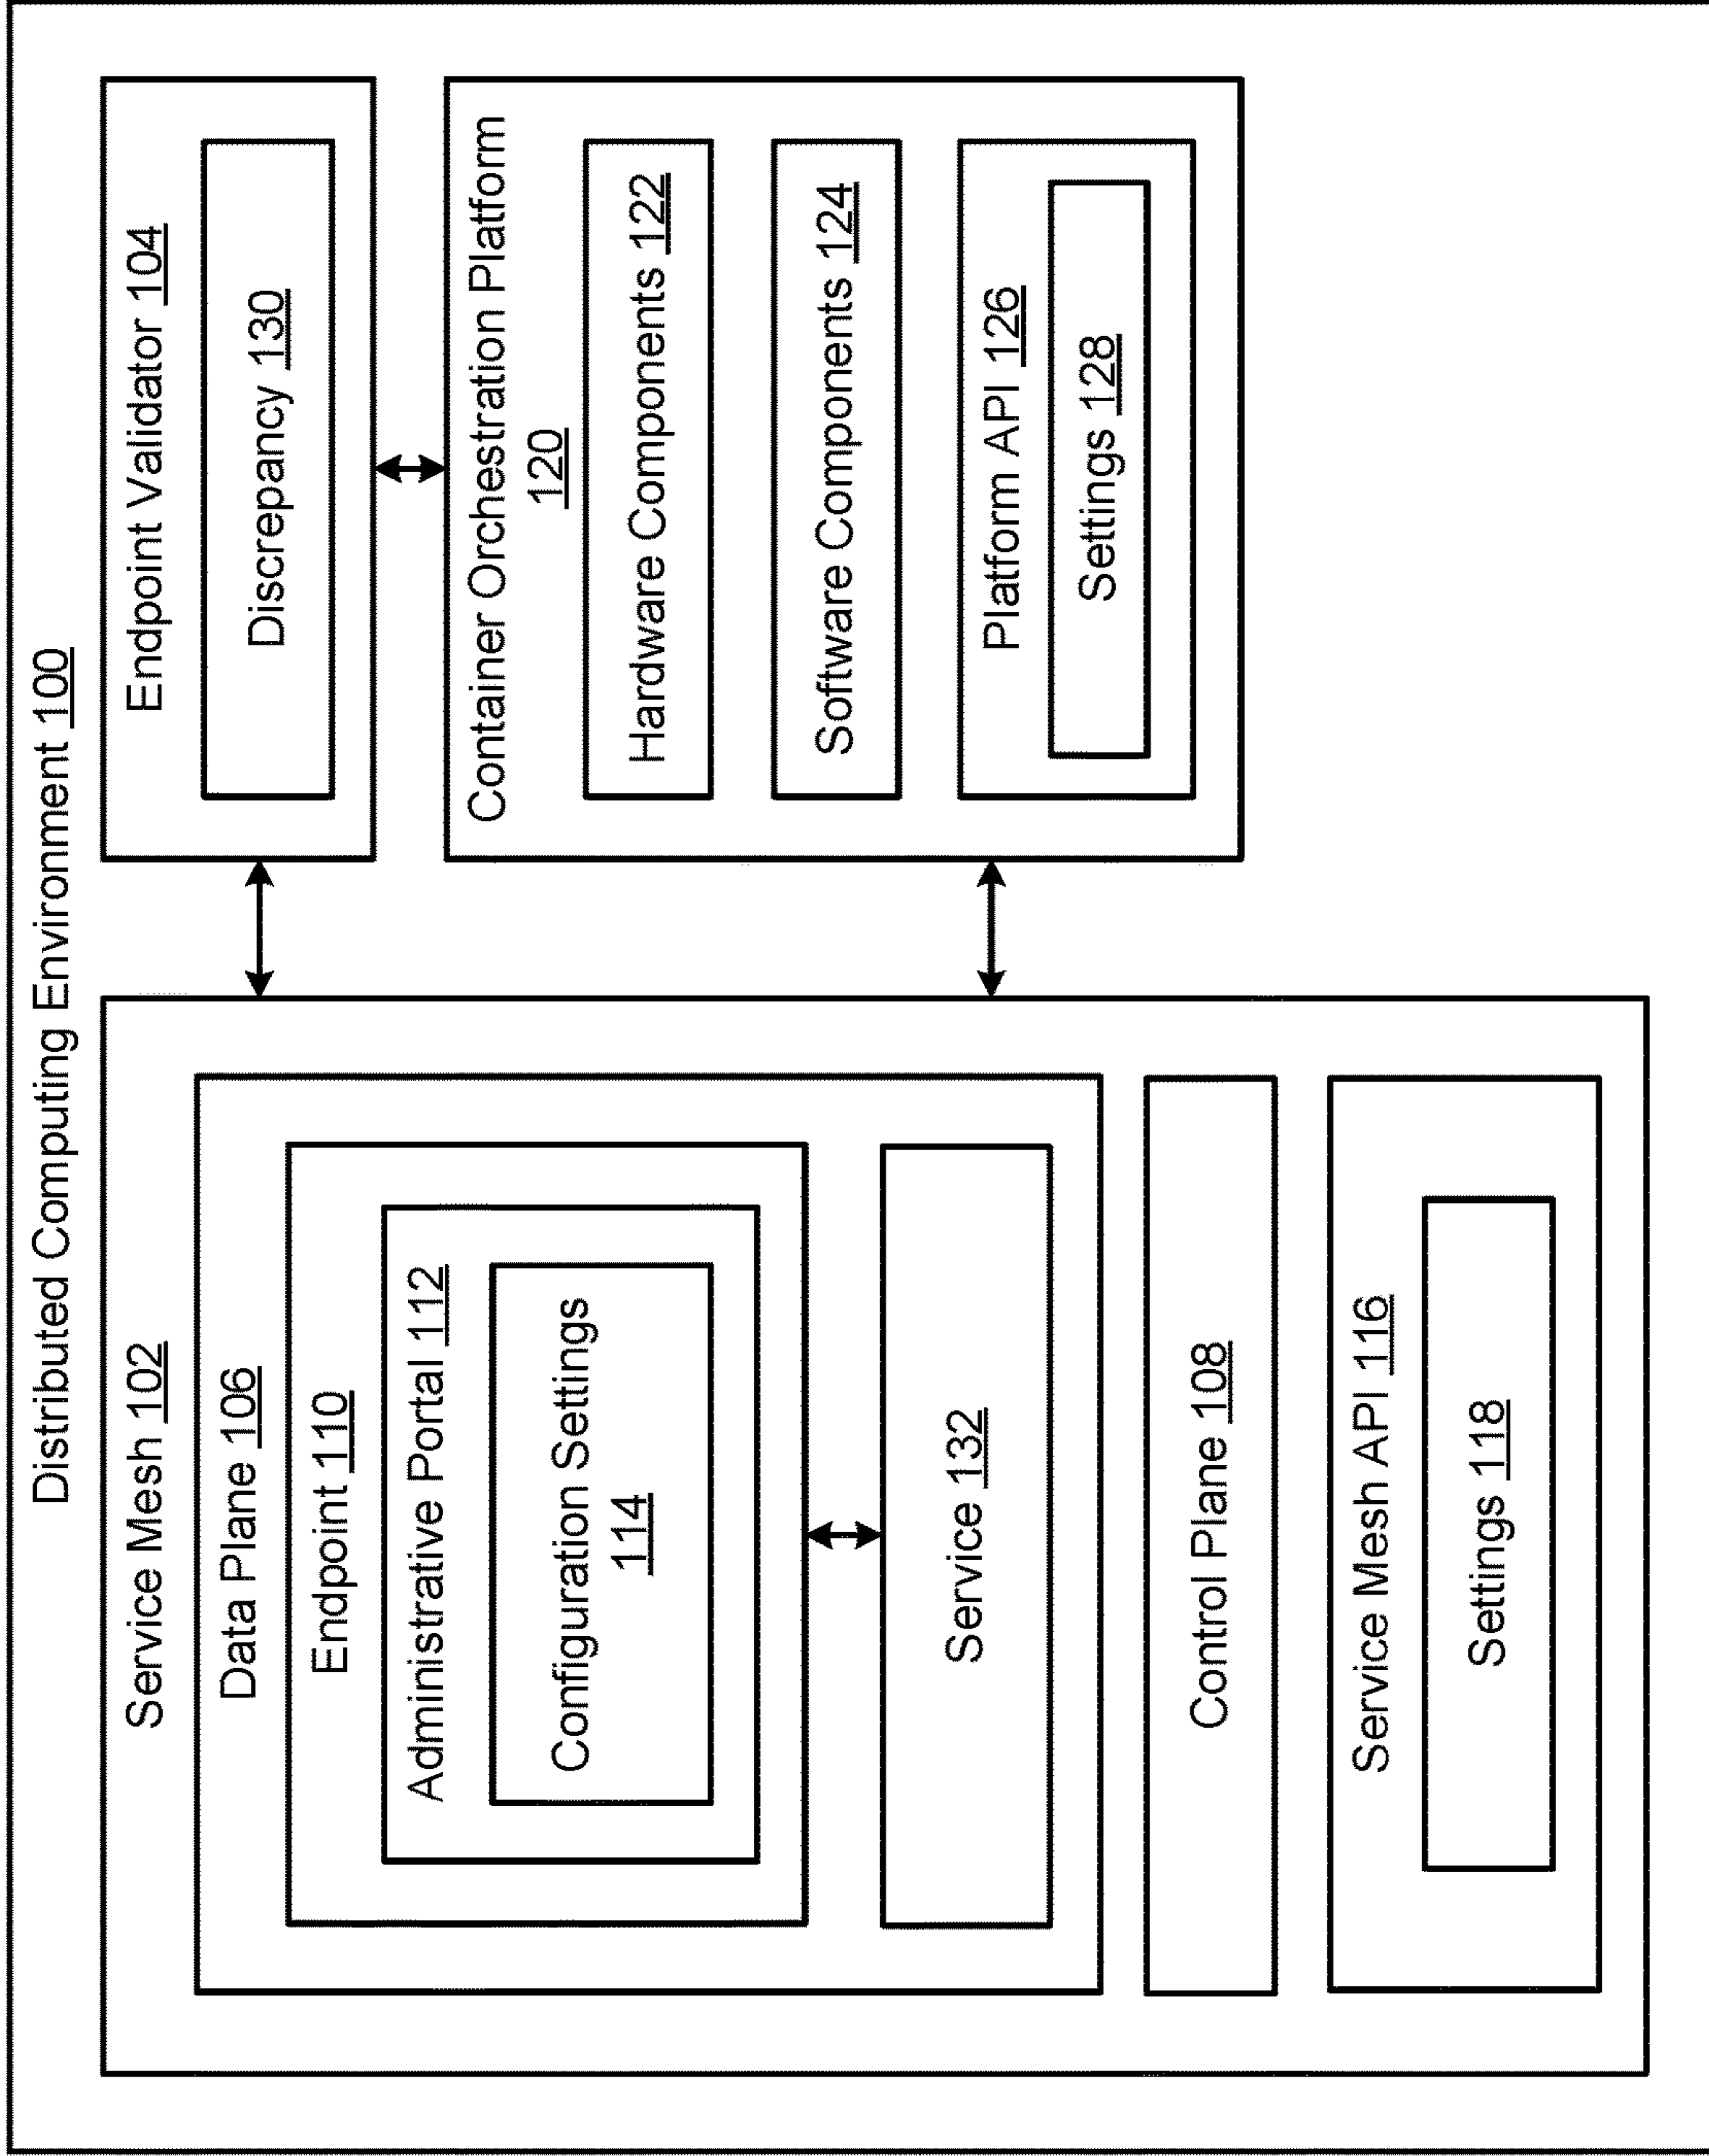 Distributed Computing Environment 100
Service Mesh 102
Data Plane 106
Endpoint 110
Administrative Portal 112
Configuration Settings
114
Service 132
Control Plane 108
Service Mesh API 116
Settings 118
Endpoint Validator 104
Discrepancy 130
Container Orchestration Platform
120
Hardware Components 122
Software Components 124
Platform API 126
Settings 128